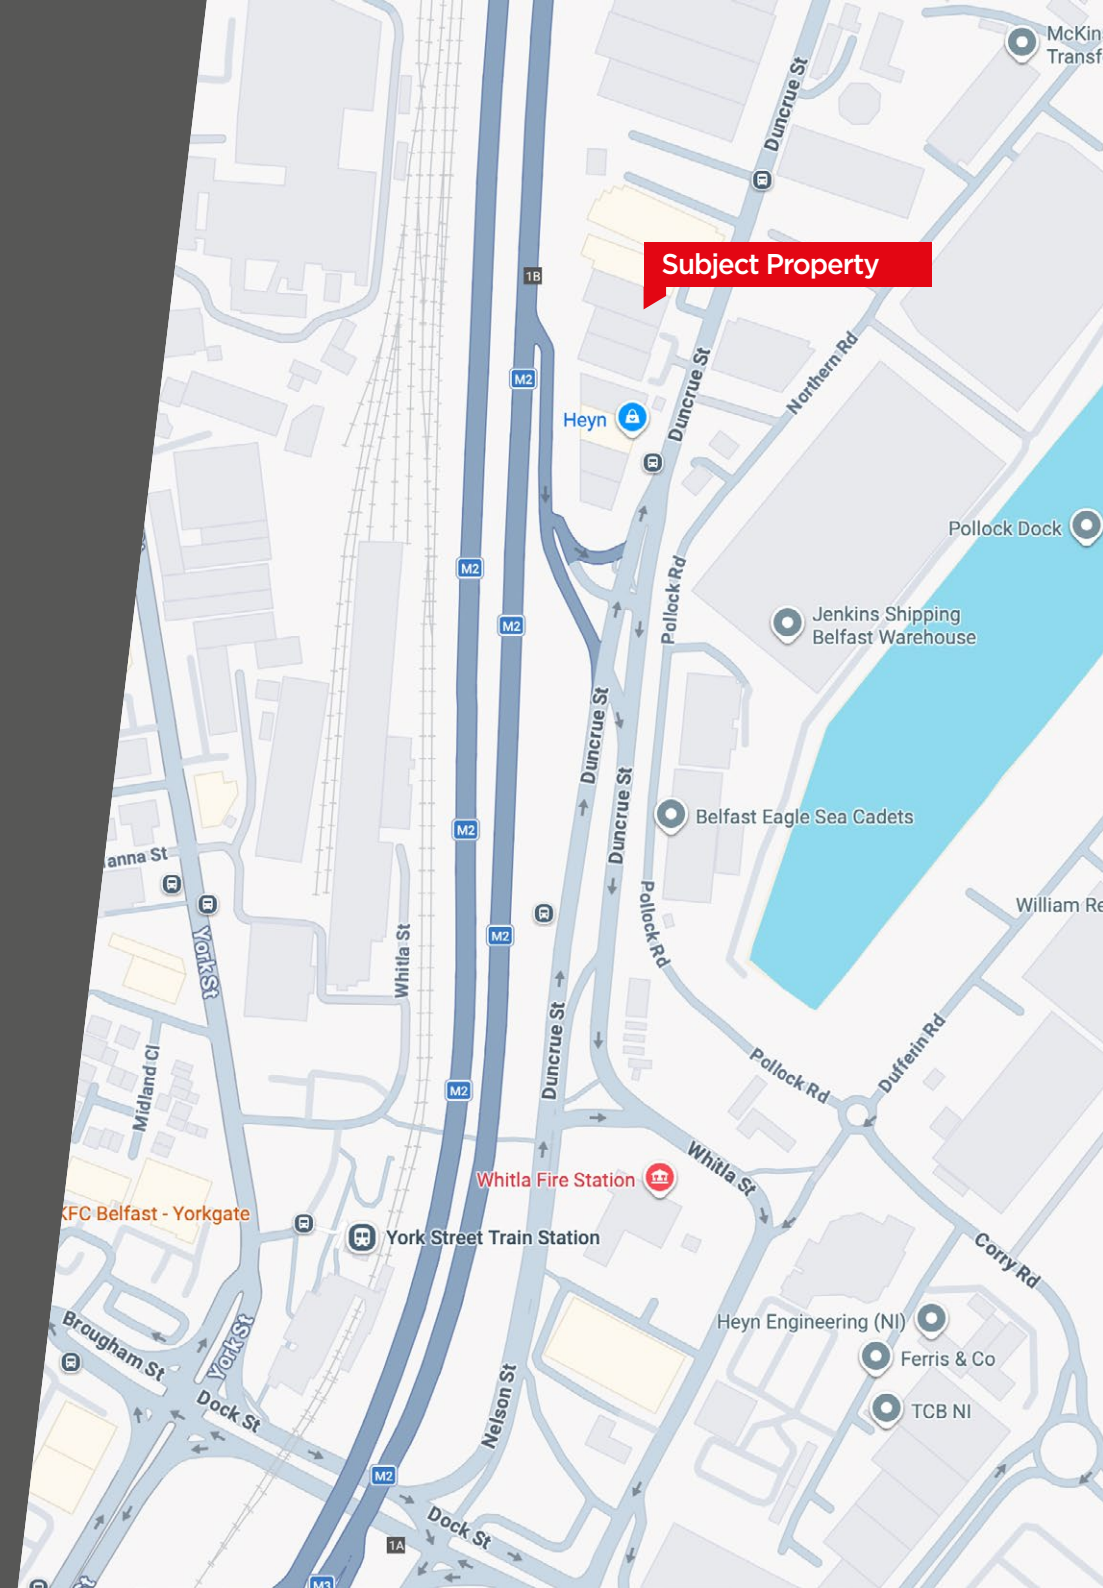 McKin
Transf
Duncrue St
Subject Property
1B
M2
Northern Rd
Duncrue St
Heyn
Pollock Dock
M2
Pollock Rd
Jenkins Shipping
Belfast Warehouse
M2
Duncrue St
Duncrue St
Belfast Eagle Sea Cadets
M2
anna St
Pollock Rd
William Re
York St
Whitla St
M2
Duncrue St
Dufferin Rd
Midland Cl
Pollock Rd
M2
Whitla St
Whitla Fire Station
KFC Belfast - Yorkgate
York Street Train Station
Corry Rd
Heyn Engineering (NI)
Brougham St
York St
Ferris & Co
Nelson St
Dock St
TCB NI
M2
Dock St
1A
M3
St